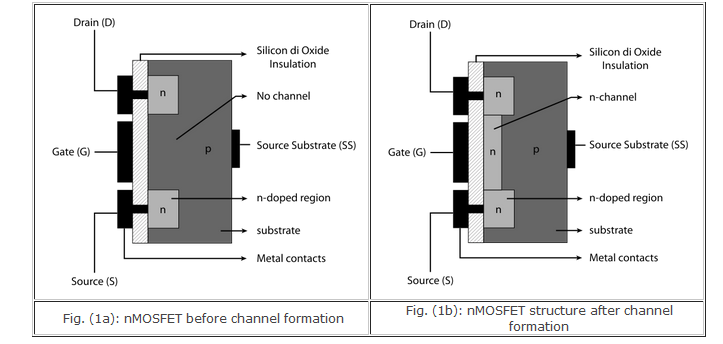 Drain (D)
Silicon di Oxide
Insulation
n
No channel
Gate (G)
p
Source Substrate (SS)
n
n-doped region
substrate
Metal contacts
Source (S)
Fig. (1a): nMOSFET before channel formation
Drain (D)
Silicon di Oxide
Insulation
n
n-channel
Gate (G)
n
p
Source Substrate (SS)
n
n-doped region
substrate
Metal contacts
Source (S)
Fig. (1b): nMOSFET structure after channel
formation